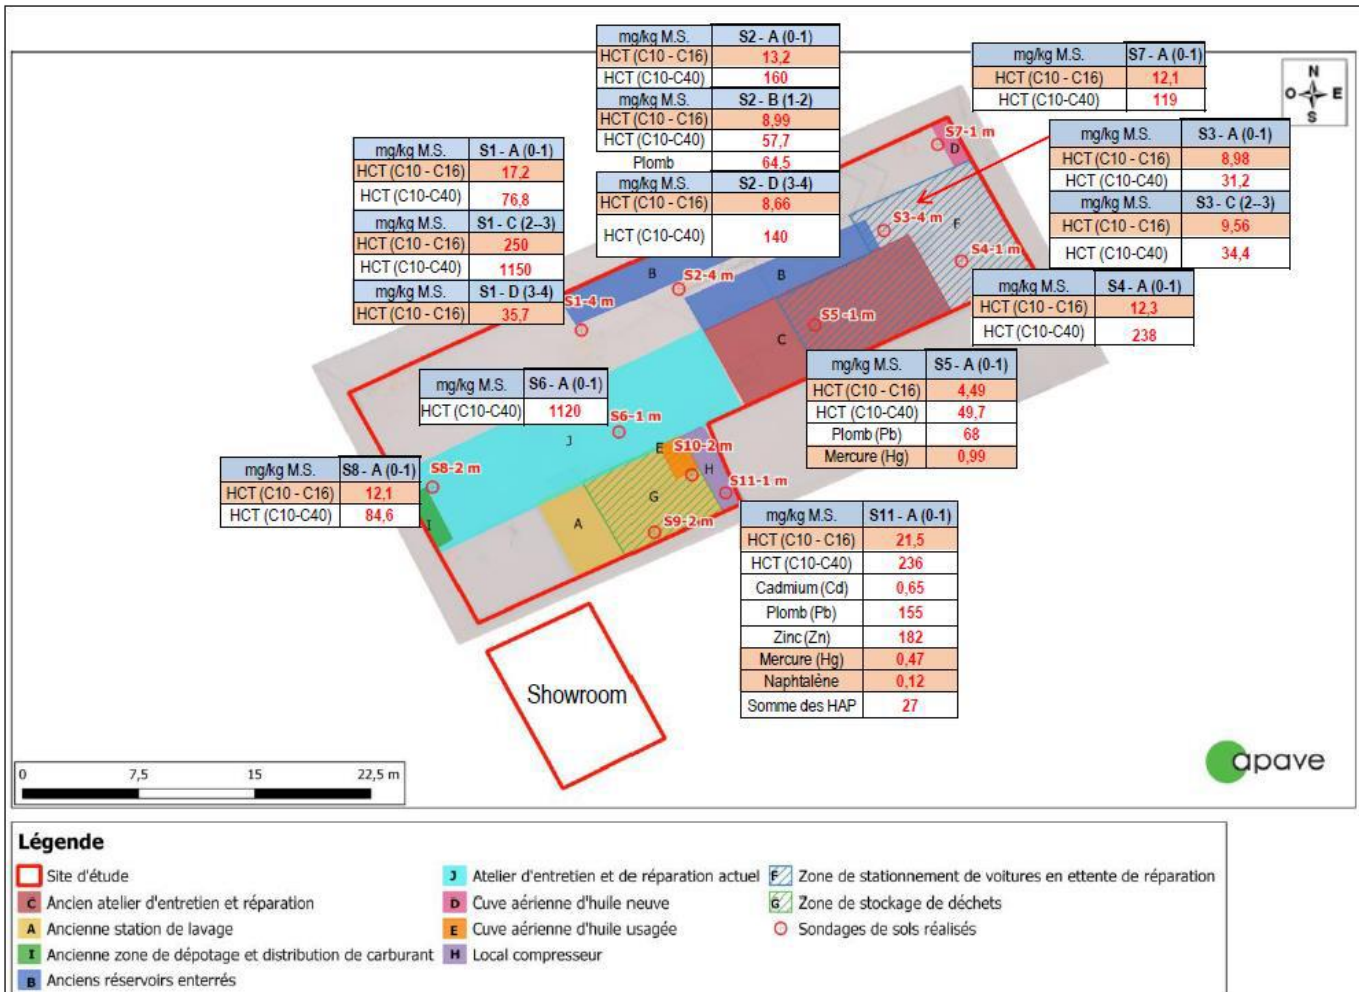 mg/kg M.S. S2 - A (0-1)
HCT (C10 - C16) 13,2
HCT (C10-C40) 160
mg/kg M.S. S2 - B (1-2)
HCT (C10 - C16) 8,99
HCT (C10-C40) 57,7
Plomb 64,5
mg/kg M.S. S2 - D (3-4)
HCT (C10 - C16) 8,66
HCT (C10-C40) 140
mg/kg M.S. S7 - A (0-1)
HCT (C10 - C16) 12,1
HCT (C10-C40) 119
N
O E
S
mg/kg M.S. S1 - A (0-1)
HCT (C10 - C16) 17,2
HCT (C10-C40) 76,8
mg/kg M.S. S1 - C (2--3)
HCT (C10 - C16) 250
HCT (C10-C40) 1150
mg/kg M.S. S1 - D (3-4)
HCT (C10 - C16) 35,7
mg/kg M.S. S3 - A (0-1)
HCT (C10 - C16) 8,98
HCT (C10-C40) 31,2
mg/kg M.S. S3 - C (2--3)
HCT (C10 - C16) 9,56
HCT (C10-C40) 34,4
S7-1 m
D
S3-4 m
F
S4-1 m
B
S2-4 m
B
S1-4 m
S5 -1 m
C
mg/kg M.S. S4 - A (0-1)
HCT (C10 - C16) 12,3
HCT (C10-C40) 238
mg/kg M.S. S5 - A (0-1)
HCT (C10 - C16) 4,49
HCT (C10-C40) 49,7
Plomb (Pb) 68
Mercure (Hg) 0,99
mg/kg M.S. S6 - A (0-1)
HCT (C10-C40) 1120
S6-1 m
J
E
S10-2 m
H
S11-1 m
G
A
S9-2 m
mg/kg M.S. S8 - A (0-1)
HCT (C10 - C16) 12,1
HCT (C10-C40) 84,6
S8-2 m
I
mg/kg M.S. S11 - A (0-1)
HCT (C10 - C16) 21,5
HCT (C10-C40) 236
Cadmium (Cd) 0,65
Plomb (Pb) 155
Zinc (Zn) 182
Mercure (Hg) 0,47
Naphtalène 0,12
Somme des HAP 27
Showroom
0 7,5 15 22,5 m
apave
Légende
Site d'étude
C Ancien atelier d'entretien et réparation
A Ancienne station de lavage
I Ancienne zone de dépotage et distribution de carburant
B Anciens réservoirs enterrés
J Atelier d'entretien et de réparation actuel
D Cuve aérienne d'huile neuve
E Cuve aérienne d'huile usagée
H Local compresseur
F Zone de stationnement de voitures en ettente de réparation
G Zone de stockage de déchets
Sondages de sols réalisés